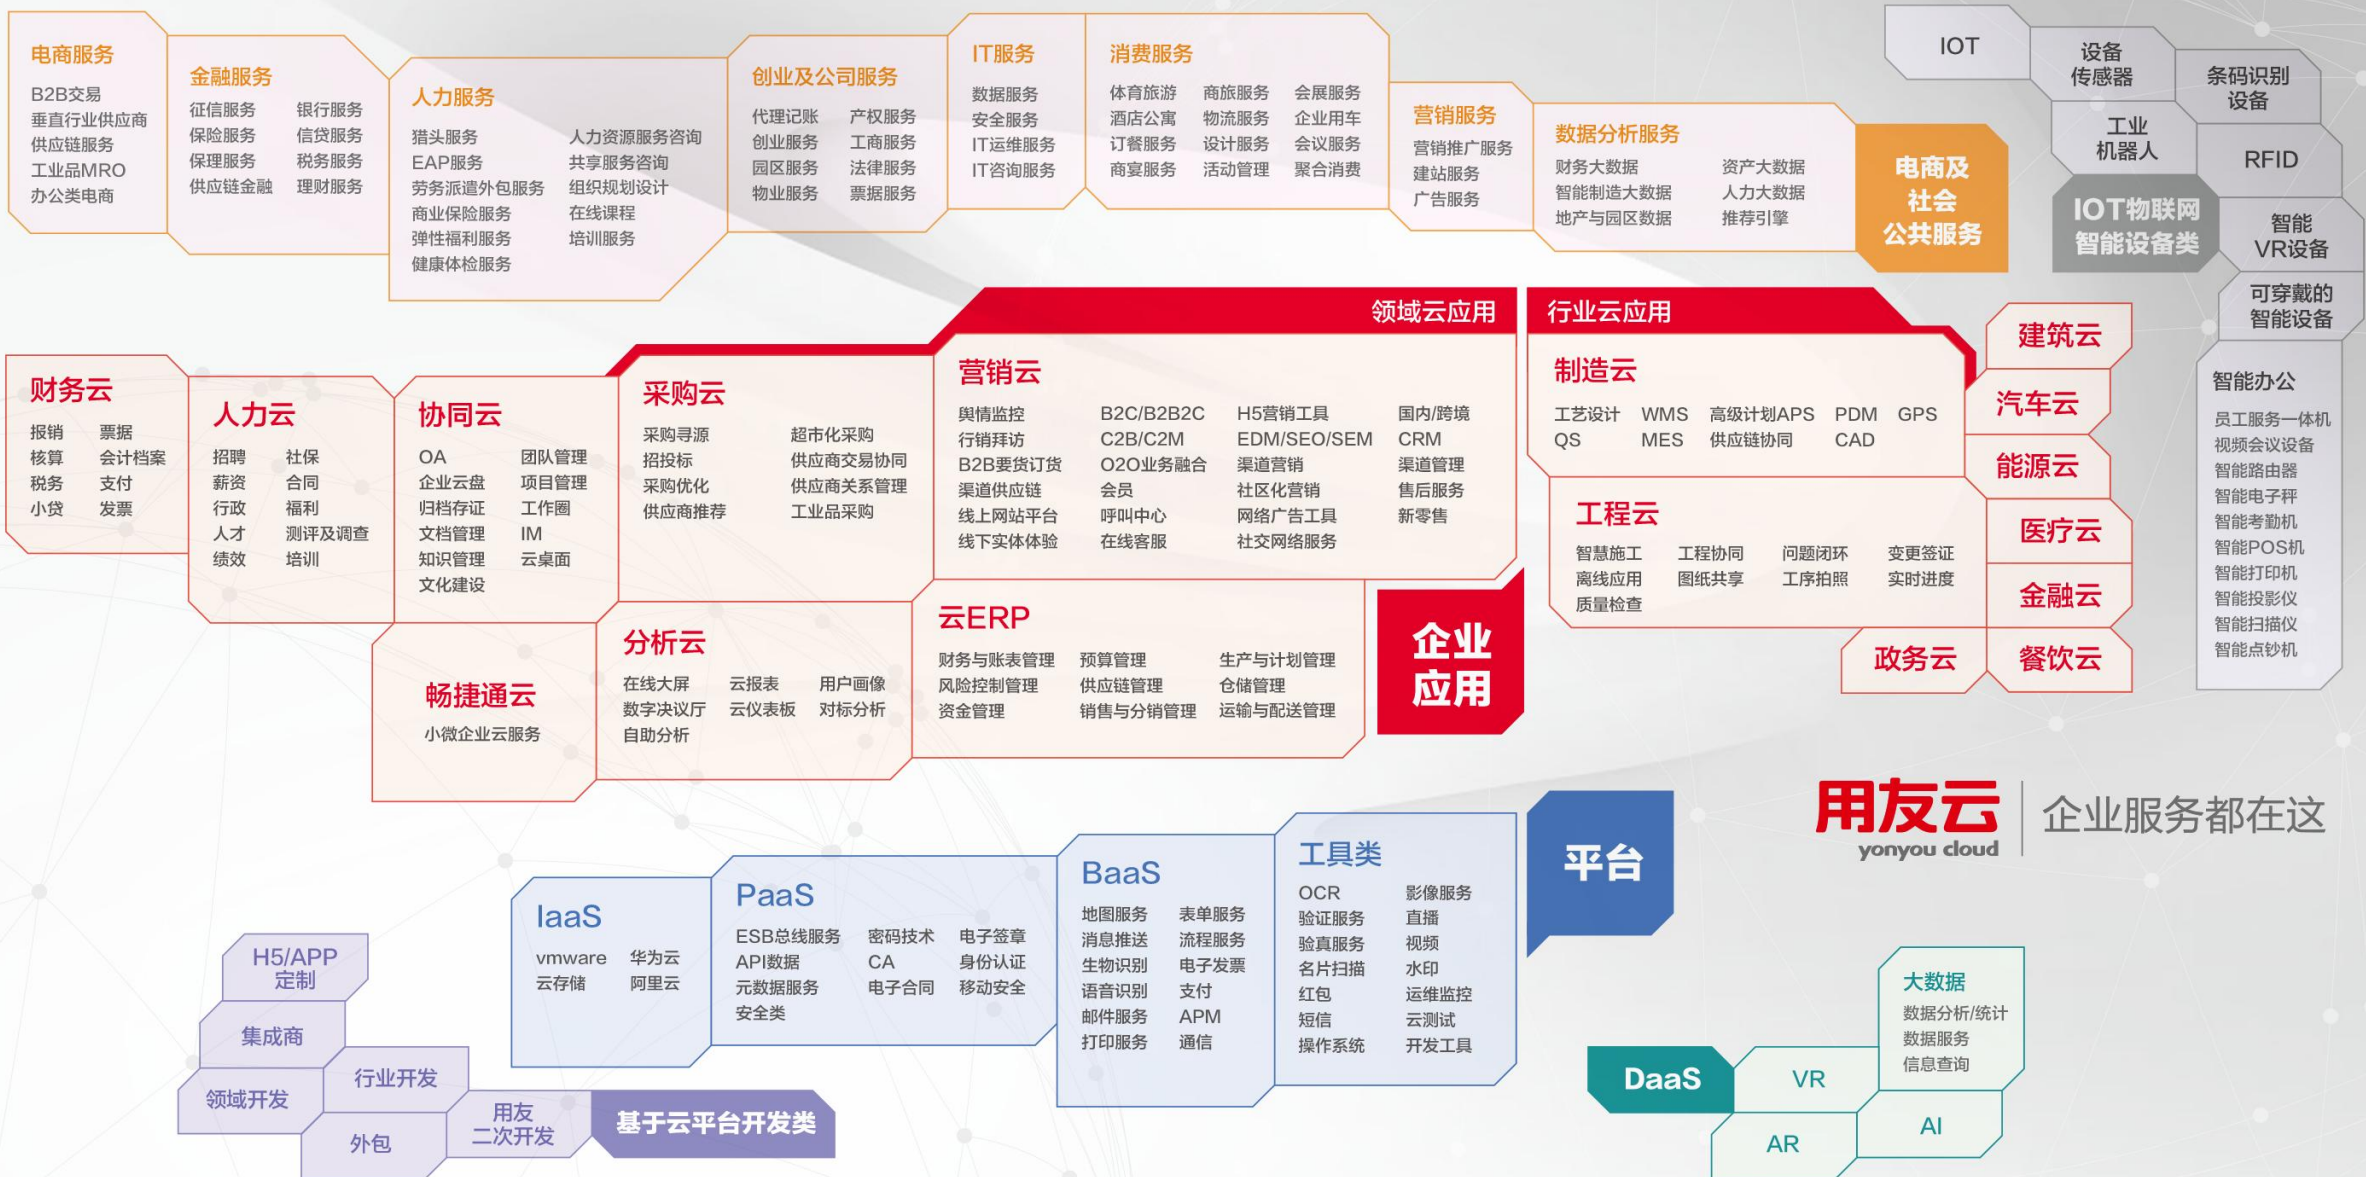 电商服务
B2B交易
垂直行业供应商
供应链服务
工业品MRO
办公类电商
金融服务
征信服务 银行服务
保险服务 信贷服务
保理服务 税务服务
供应链金融 理财服务
人力服务
猎头服务 人力资源服务咨询
EAP服务 共享服务咨询
劳务派遣外包服务 组织规划设计
商业保险服务 在线课程
弹性福利服务 培训服务
健康体检服务
创业及公司服务
代理记账 产权服务
创业服务 工商服务
园区服务 法律服务
物业服务 票据服务
IT服务
数据服务
安全服务
IT运维服务
IT咨询服务
消费服务
体育旅游 商旅服务 会展服务
酒店公寓 物流服务 企业用车
订餐服务 设计服务 会议服务
商宴服务 活动管理 聚合消费
营销服务
营销推广服务
建站服务
广告服务
数据分析服务
财务大数据 资产大数据
智能制造大数据 人力大数据
地产与园区数据 推荐引擎
电商及
社会
公共服务
IOT
设备
传感器
条码识别
设备
工业
机器人
RFID
IOT物联网
智能设备类
智能
VR设备
可穿戴的
智能设备
智能办公
员工服务一体机
视频会议设备
智能路由器
智能电子秤
智能考勤机
智能POS机
智能打印机
智能投影仪
智能扫描仪
智能点钞机
领域云应用
行业云应用
财务云
报销 票据
核算 会计档案
税务 支付
小贷 发票
人力云
招聘 社保
薪资 合同
行政 福利
人才 测评及调查
绩效 培训
协同云
OA 团队管理
企业云盘 项目管理
归档存证 工作圈
文档管理 IM
知识管理 云桌面
文化建设
采购云
采购寻源 超市化采购
招投标 供应商交易协同
采购优化 供应商关系管理
供应商推荐 工业品采购
营销云
舆情监控 B2C/B2B2C H5营销工具 国内/跨境
行销拜访 C2B/C2M EDM/SEO/SEM CRM
B2B要货订货 O2O业务融合 渠道营销 渠道管理
渠道供应链 会员 社区化营销 售后服务
线上网站平台 呼叫中心 网络广告工具 新零售
线下实体体验 在线客服 社交网络服务
制造云
工艺设计 WMS 高级计划APS PDM GPS
QS MES 供应链协同 CAD
工程云
智慧施工 工程协同 问题闭环 变更签证
离线应用 图纸共享 工序拍照 实时进度
质量检查
建筑云
汽车云
能源云
医疗云
金融云
政务云
餐饮云
畅捷通云
小微企业云服务
分析云
在线大屏 云报表 用户画像
数字决议厅 云仪表板 对标分析
自助分析
云ERP
财务与账表管理 预算管理 生产与计划管理
风险控制管理 供应链管理 仓储管理
资金管理 销售与分销管理 运输与配送管理
企业
应用
用友云
yonyou cloud
企业服务都在这
平台
IaaS
vmware 华为云
云存储 阿里云
PaaS
ESB总线服务 密码技术 电子签章
API数据 CA 身份认证
元数据服务 电子合同 移动安全
安全类
BaaS
地图服务 表单服务
消息推送 流程服务
生物识别 电子发票
语音识别 支付
邮件服务 APM
打印服务 通信
工具类
OCR 影像服务
验证服务 直播
验真服务 视频
名片扫描 水印
红包 运维监控
短信 云测试
操作系统 开发工具
H5/APP
定制
集成商
领域开发
行业开发
外包
用友
二次开发
基于云平台开发类
DaaS
VR
AR
AI
大数据
数据分析/统计
数据服务
信息查询